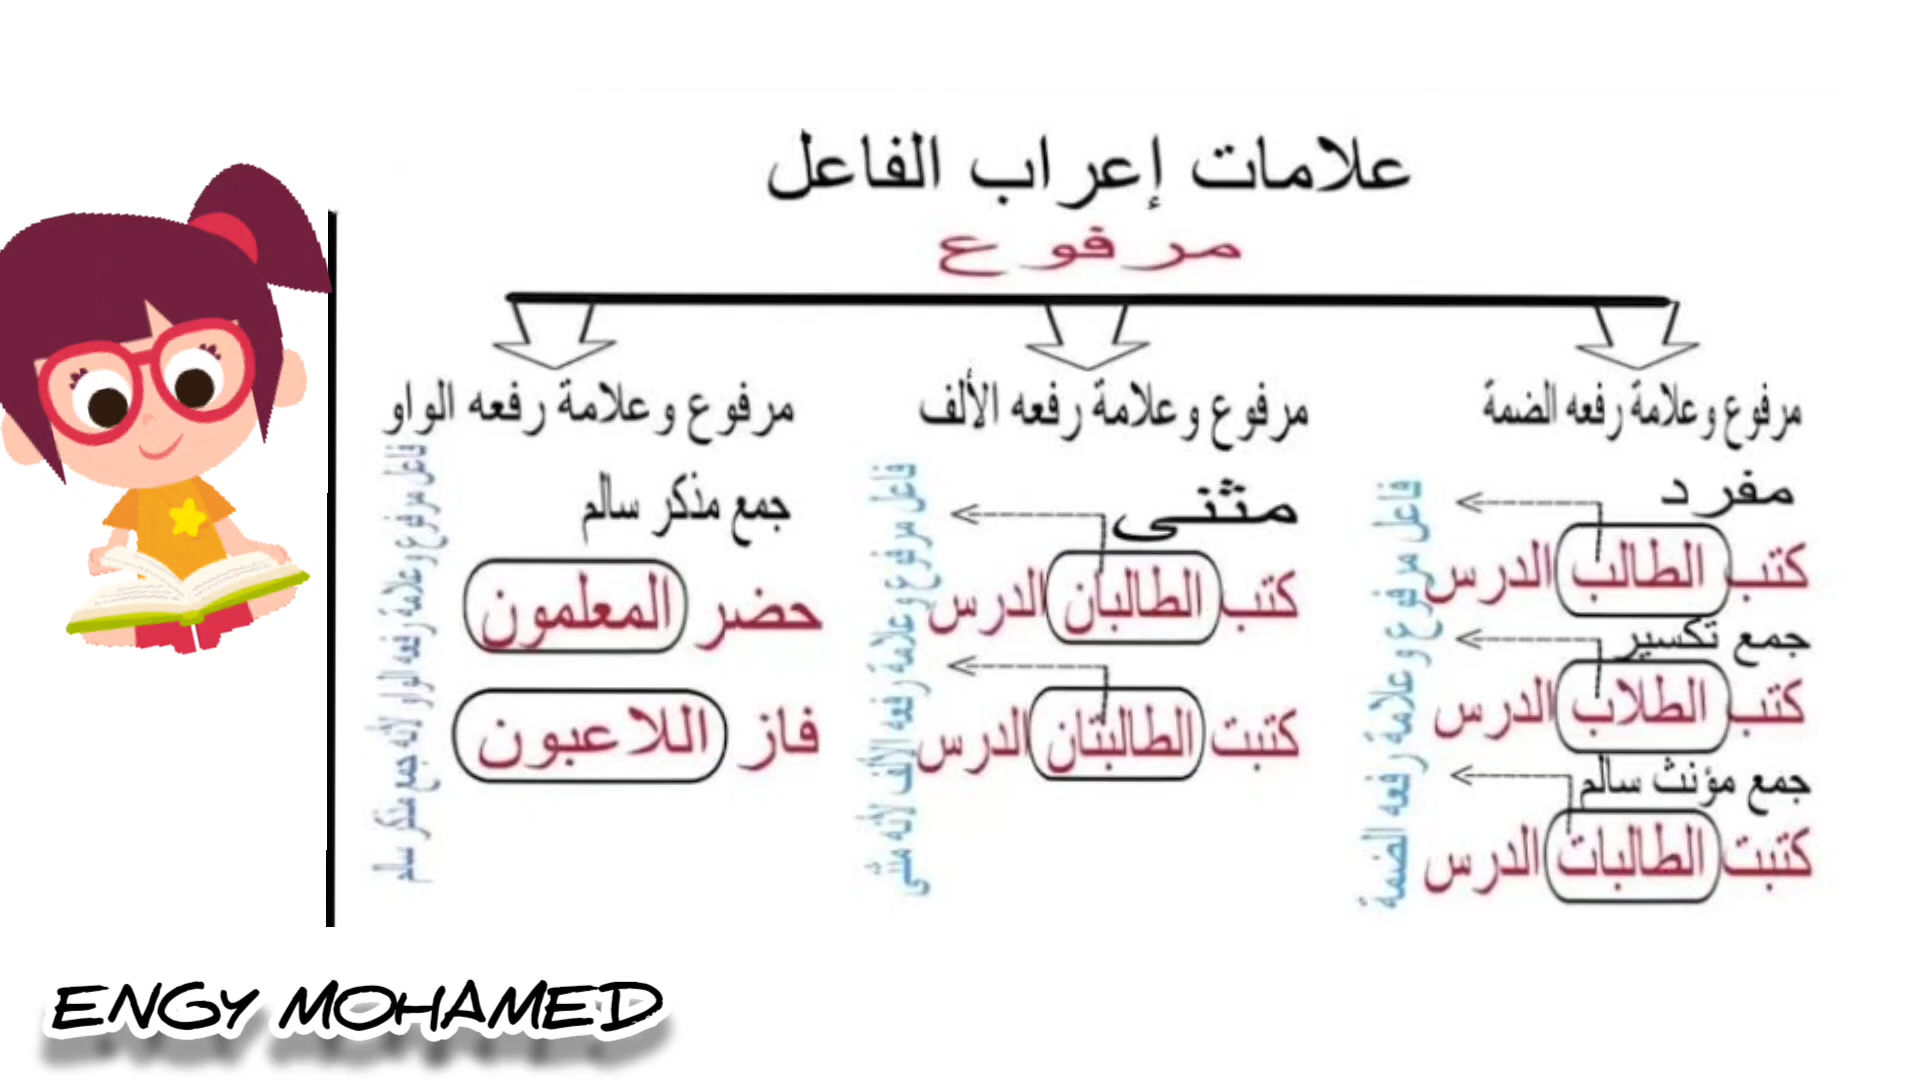 علامات إعراب الفاعل
مرفوع
مرفوع وعلامة رفعه الضمة
مفرد
كتب الطالب الدرس
جمع تكسير
كتب الطلاب الدرس
جمع مؤنث سالم
كتبت الطالبات الدرس
فاعل مرفوع وعلامة رفعه الضمة
مرفوع وعلامة رفعه الألف
مثنى
كتب الطالبان الدرس
كتبت الطالبتان الدرس
فاعل مرفوع وعلامة رفعه الألف لأنه مثنى
مرفوع وعلامة رفعه الواو
جمع مذكر سالم
حضر المعلمون
فاز اللاعبون
فاعل مرفوع وعلامة رفعه الواو لأنه جمع مذكر سالم
ENGY MOHAMED